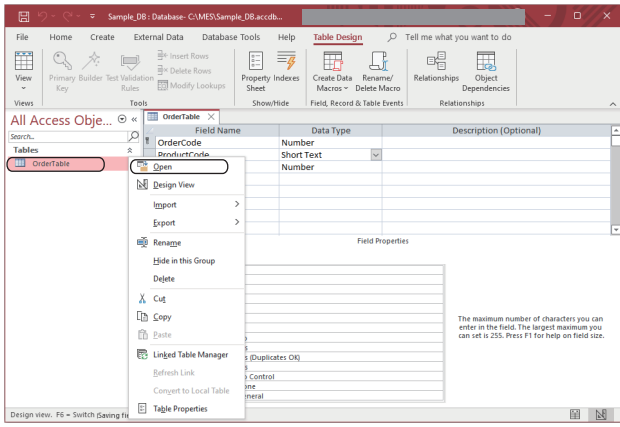 Sample_DB : Database- C:\MES\Sample_DB.accdb...
File Home Create External Data Database Tools Help Table Design Tell me what you want to do
View
Views
Primary Key
Builder
Test Validation Rules
Insert Rows
Delete Rows
Modify Lookups
Tools
Property Sheet
Indexes
Show/Hide
Create Data Macros
Rename/ Delete Macro
Field, Record & Table Events
Relationships
Object Dependencies
Relationships
All Access Obje... «
Search...
Tables
OrderTable
OrderTable
Field Name Data Type Description (Optional)
OrderCode Number
ProductCode Short Text
Number
Open
Design View
Import
Export
Rename
Hide in this Group
Delete
Cut
Copy
Paste
Linked Table Manager
Refresh Link
Convert to Local Table
Table Properties
Field Properties
(Duplicates OK)
Control
The maximum number of characters you can
enter in the field. The largest maximum you
can set is 255. Press F1 for help on field size.
Design view. F6 = Switch (Saving